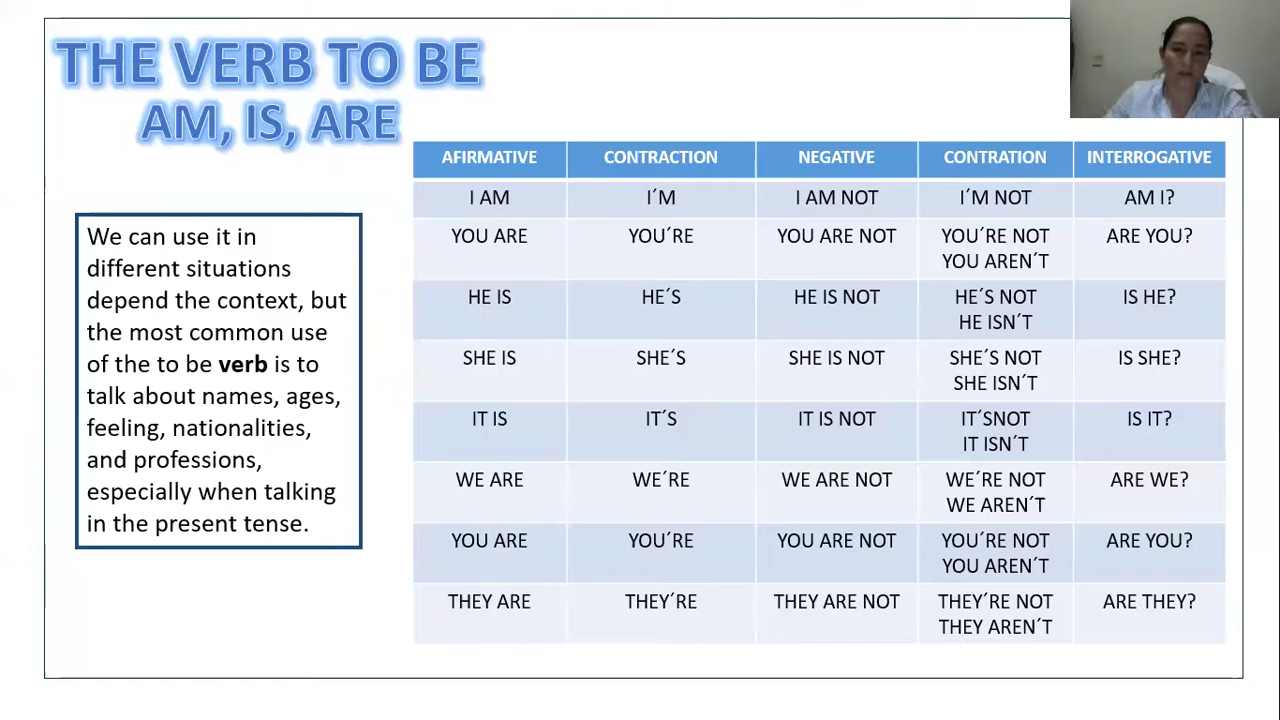 THE VERB TO BE
AM, IS, ARE
We can use it in
different situations
depend the context, but
the most common use
of the to be verb is to
talk about names, ages,
feeling, nationalities,
and professions,
especially when talking
in the present tense.
AFIRMATIVE CONTRACTION NEGATIVE CONTRATION INTERROGATIVE
I AM I´M I AM NOT I´M NOT AM I?
YOU ARE YOU´RE YOU ARE NOT YOU´RE NOT ARE YOU?
YOU AREN´T
HE IS HE´S HE IS NOT HE´S NOT IS HE?
HE ISN´T
SHE IS SHE´S SHE IS NOT SHE´S NOT IS SHE?
SHE ISN´T
IT IS IT´S IT IS NOT IT´SNOT IS IT?
IT ISN´T
WE ARE WE´RE WE ARE NOT WE´RE NOT ARE WE?
WE AREN´T
YOU ARE YOU´RE YOU ARE NOT YOU´RE NOT ARE YOU?
YOU AREN´T
THEY ARE THEY´RE THEY ARE NOT THEY´RE NOT ARE THEY?
THEY AREN´T